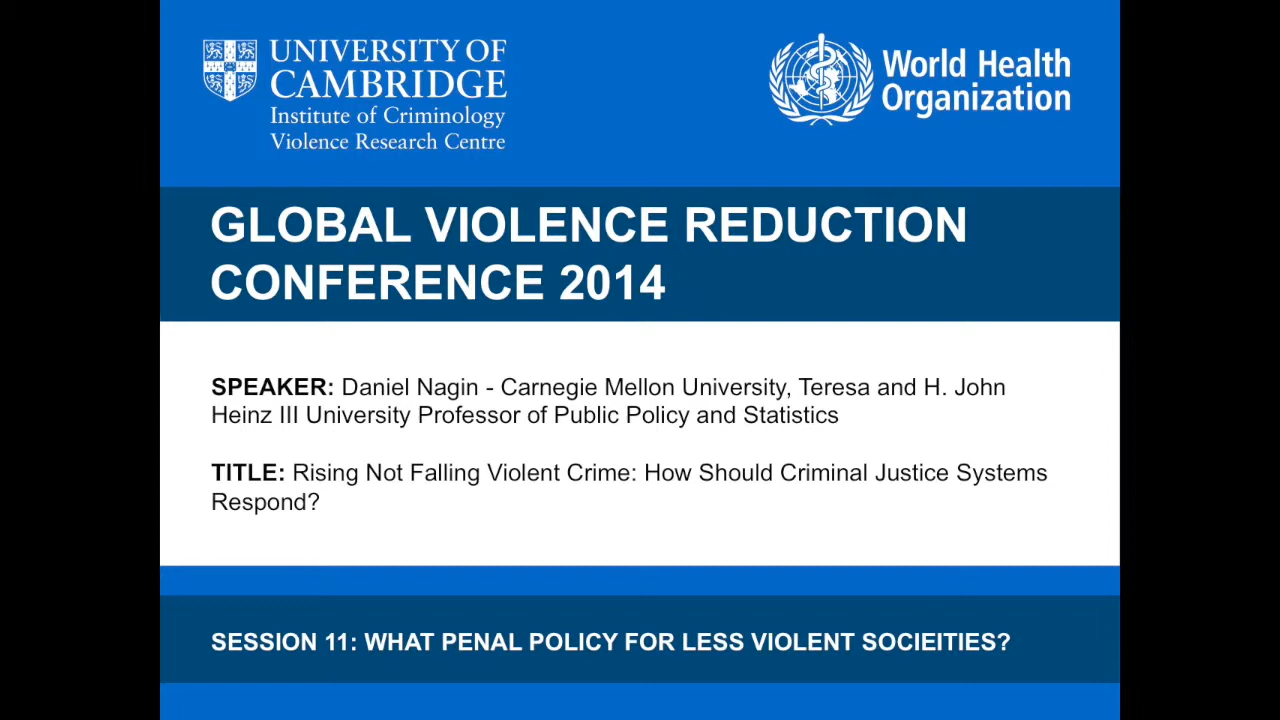 UNIVERSITY OF
CAMBRIDGE
Institute of Criminology
Violence Research Centre
World Health
Organization
GLOBAL VIOLENCE REDUCTION
CONFERENCE 2014
SPEAKER: Daniel Nagin - Carnegie Mellon University, Teresa and H. John
Heinz III University Professor of Public Policy and Statistics
TITLE: Rising Not Falling Violent Crime: How Should Criminal Justice Systems
Respond?
SESSION 11: WHAT PENAL POLICY FOR LESS VIOLENT SOCIEITIES?